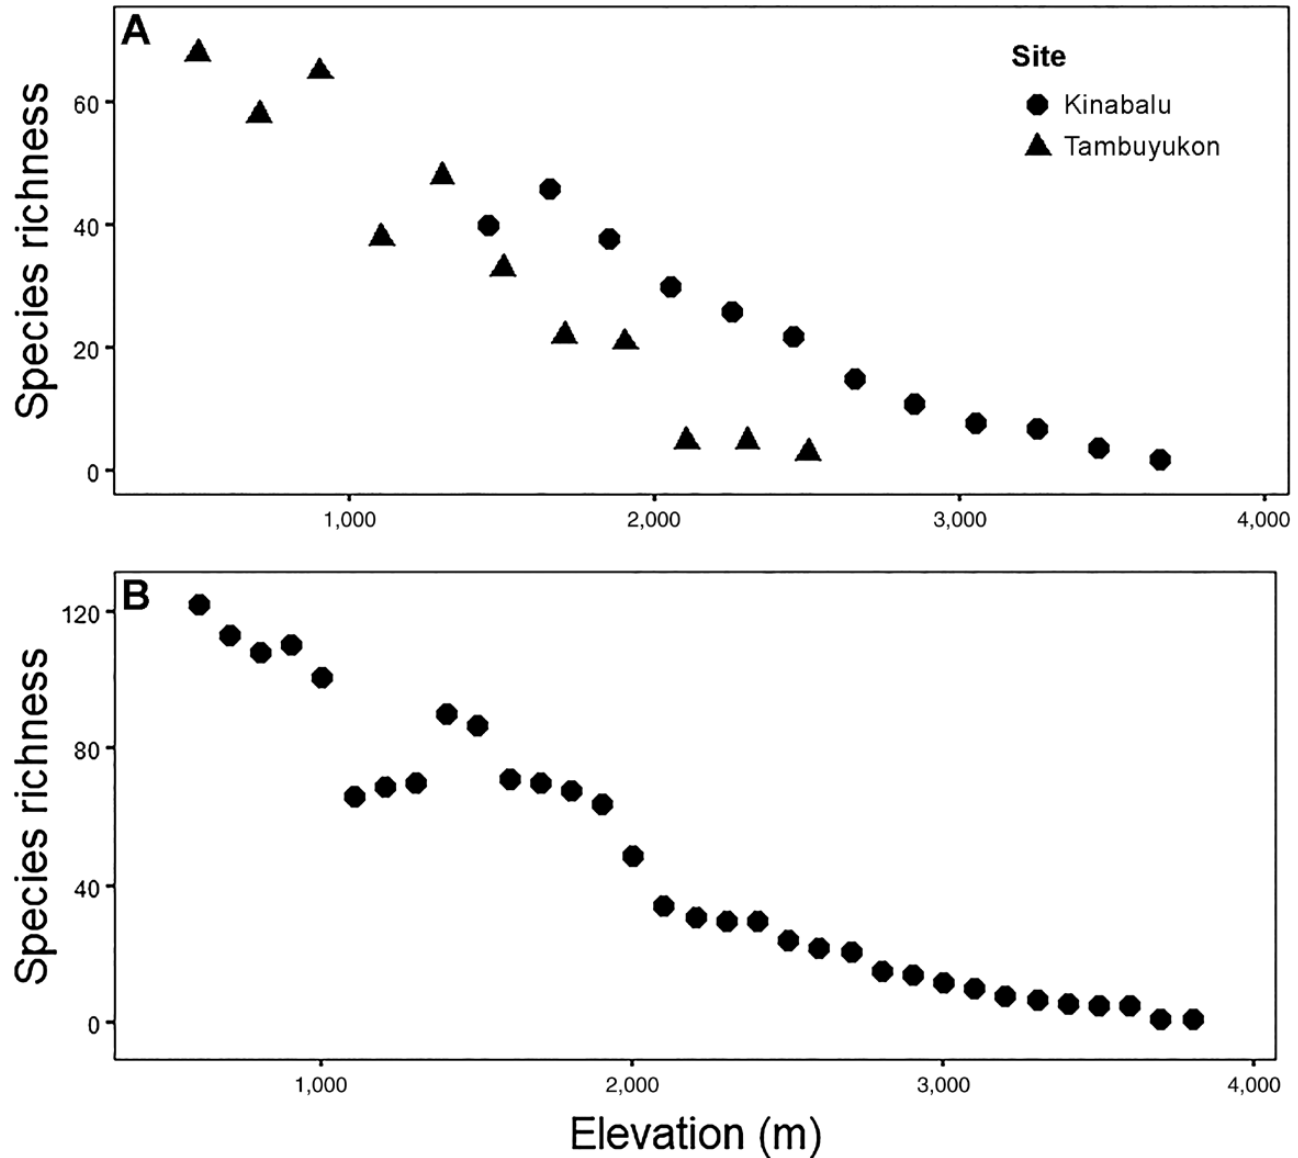 A
Site
Kinabalu
Tambuyukon
Species richness
60
40
20
0
1,000 2,000 3,000 4,000
B
Species richness
120
80
40
0
1,000 2,000 3,000 4,000
Elevation (m)